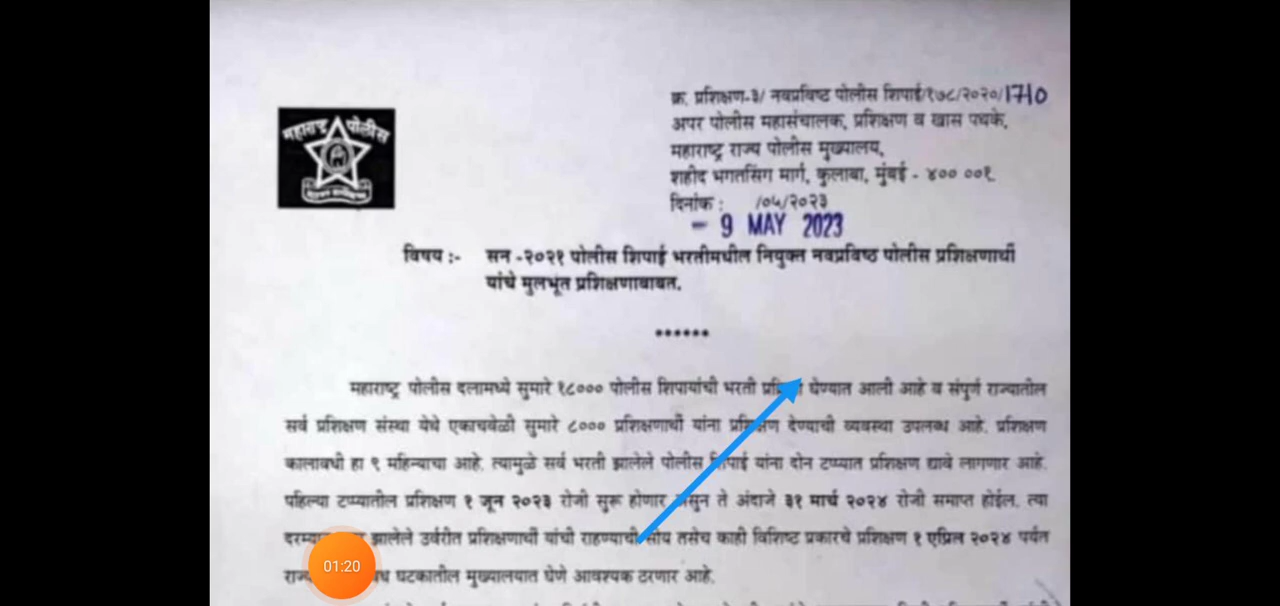 महाराष्ट्र पोलीस
क्र. प्रशिक्षण-३/ नवप्रविष्ठ पोलीस शिपाई/१७८/२०२०/1710
अपर पोलीस महासंचालक, प्रशिक्षण व खास पथके,
महाराष्ट्र राज्य पोलीस मुख्यालय,
शहीद भगतसिंग मार्ग, कुलाबा, मुंबई - ४०० ००१.
दिनांक : /०५/२०२३
- 9 MAY 2023
विषय :- सन -२०२१ पोलीस शिपाई भरतीमधील नियुक्त नवप्रविष्ठ पोलीस प्रशिक्षणार्थी
यांचे मुलभूंत प्रशिक्षणाबाबत.
******
महाराष्ट्र पोलीस दलामध्ये सुमारे १८००० पोलीस शिपायांची भरती घेण्यात आली आहे व संपुर्ण राज्यातील
सर्व प्रशिक्षण संस्था येथे एकाचवेळी सुमारे ८००० प्रशिक्षणार्थी यांना प्रशिक्षण देण्याची व्यवस्था उपलब्ध आहे. प्रशिक्षण
कालावधी हा ९ महिन्याचा आहे. त्यामुळे सर्व भरती झालेले पोलीस शिपाई यांना दोन टप्प्यात प्रशिक्षण द्यावे लागणार आहे.
पहिल्या टप्प्यातील प्रशिक्षण १ जून २०२३ रोजी सुरू होणार असुन ते अंदाजे ३१ मार्च २०२४ रोजी समाप्त होईल. त्या
झालेले उर्वरीत प्रशिक्षणार्थी यांची राहण्याची सोय तसेच काही विशिष्ट प्रकारचे प्रशिक्षण १ एप्रिल २०२४ पर्यत
घटकातील मुख्यालयात घेणे आवश्यक ठरणार आहे.
01:20